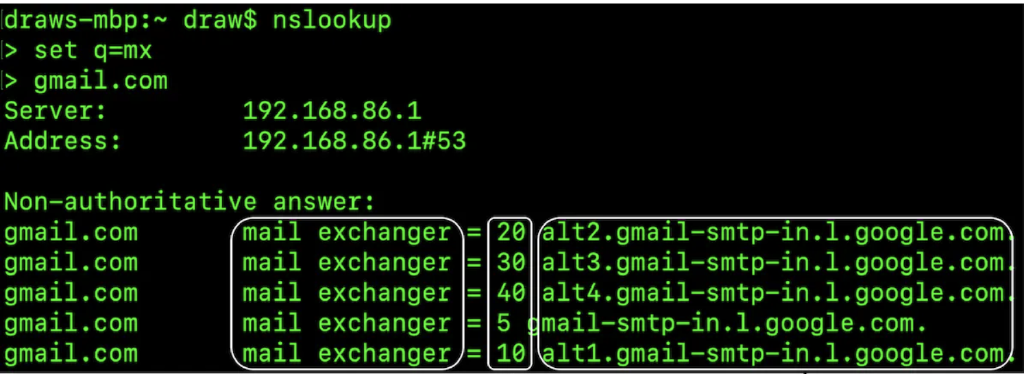 draws-mbp:~ draw$ nslookup
> set q=mx
> gmail.com
Server: 192.168.86.1
Address: 192.168.86.1#53
Non-authoritative answer:
gmail.com mail exchanger = 20 alt2.gmail-smtp-in.l.google.com.
gmail.com mail exchanger = 30 alt3.gmail-smtp-in.l.google.com.
gmail.com mail exchanger = 40 alt4.gmail-smtp-in.l.google.com.
gmail.com mail exchanger = 5 gmail-smtp-in.l.google.com.
gmail.com mail exchanger = 10 alt1.gmail-smtp-in.l.google.com.